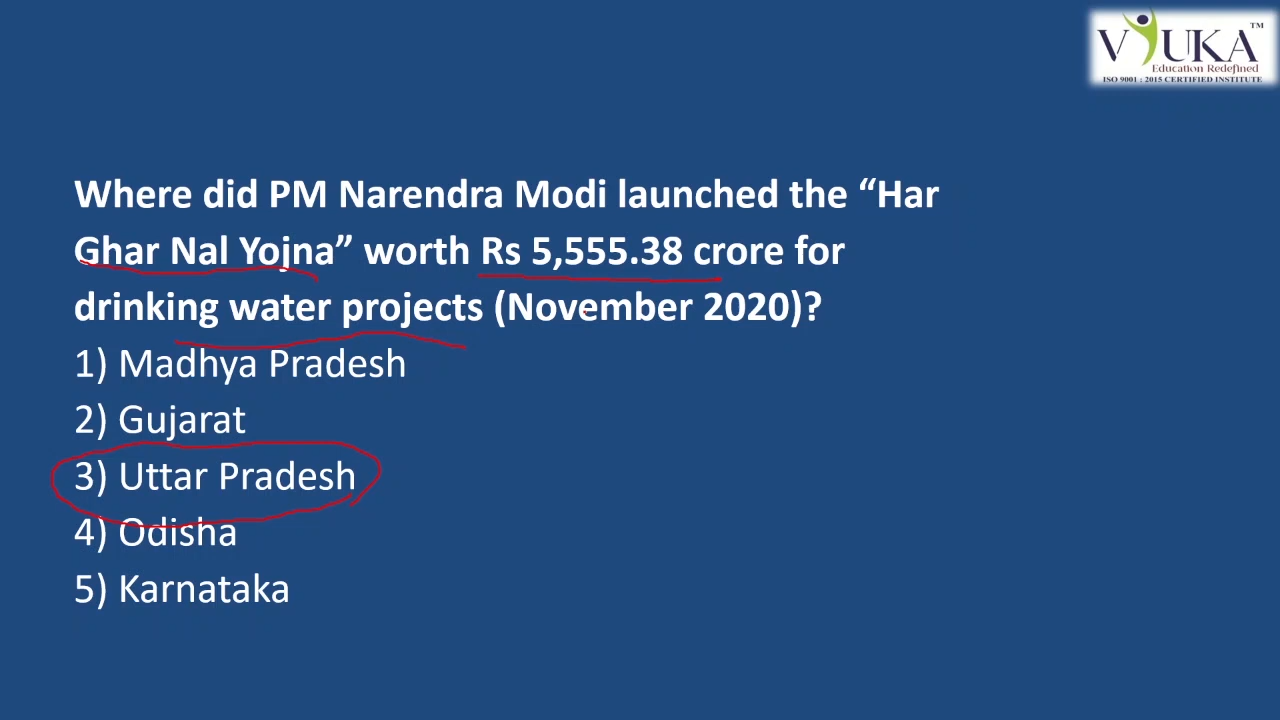 VYUKA™
Education Redefined
ISO 9001 : 2015 CERTIFIED INSTITUTE
Where did PM Narendra Modi launched the “Har
Ghar Nal Yojna” worth Rs 5,555.38 crore for
drinking water projects (November 2020)?
1) Madhya Pradesh
2) Gujarat
3) Uttar Pradesh
4) Odisha
5) Karnataka